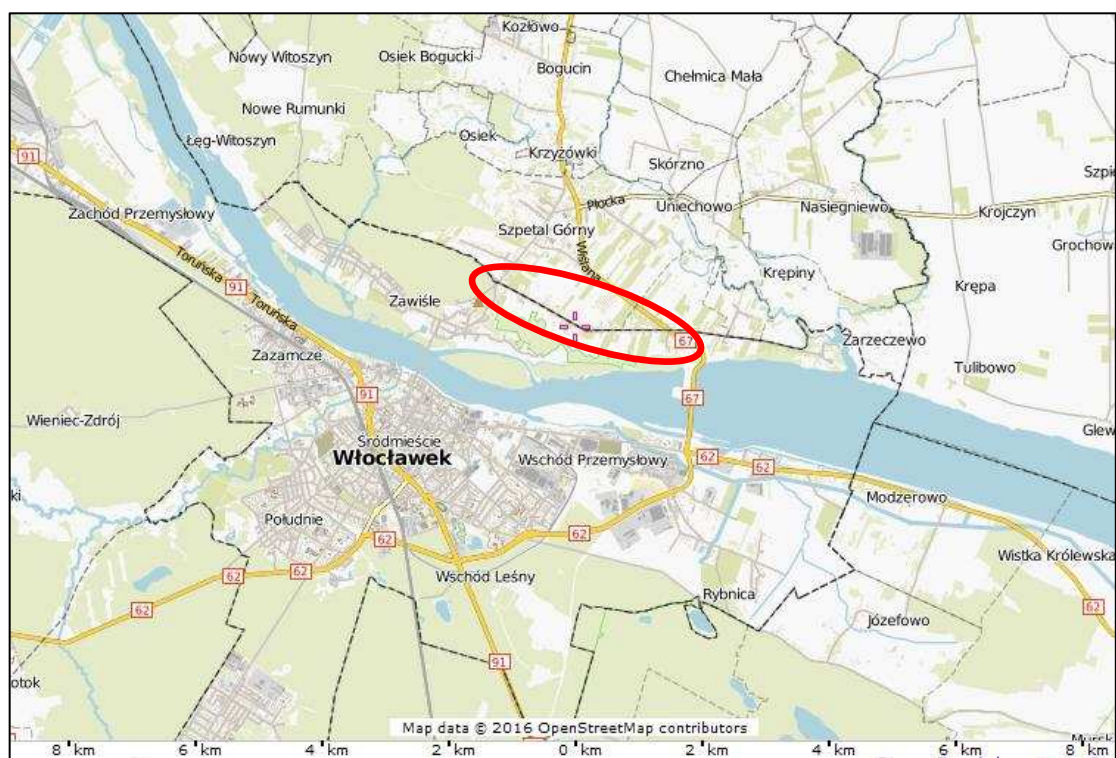 Kozłowo
Nowy Witoszyn
Osiek Bogucki
Bogucin
Chełmica Mała
Nowe Rumunki
Łęg-Witoszyn
Osiek
Krzyżówki
Skórzno
91
Szpie
Zachód Przemysłowy
Płocka
Uniechowo
Nasiegniewo
Krojczyn
Szpetal Górny
Wiślana
Grochow
Toruńska
91
Toruńska
Zawiśle
Krępiny
Krępa
67
Zarzeczewo
Zazamcze
Tulibowo
91
67
Wieniec-Zdrój
Glew
Śródmieście
Włocławek
Wschód Przemysłowy
62
62
ki
Modzerowo
Południe
62
62
62
62
Wistka Królewska
Wschód Leśny
62
62
Rybnica
Józefowo
91
otok
Map data © 2016 OpenStreetMap contributors
8 km
6 km
4 km
2 km
0 km
2 km
4 km
6 km
8 km